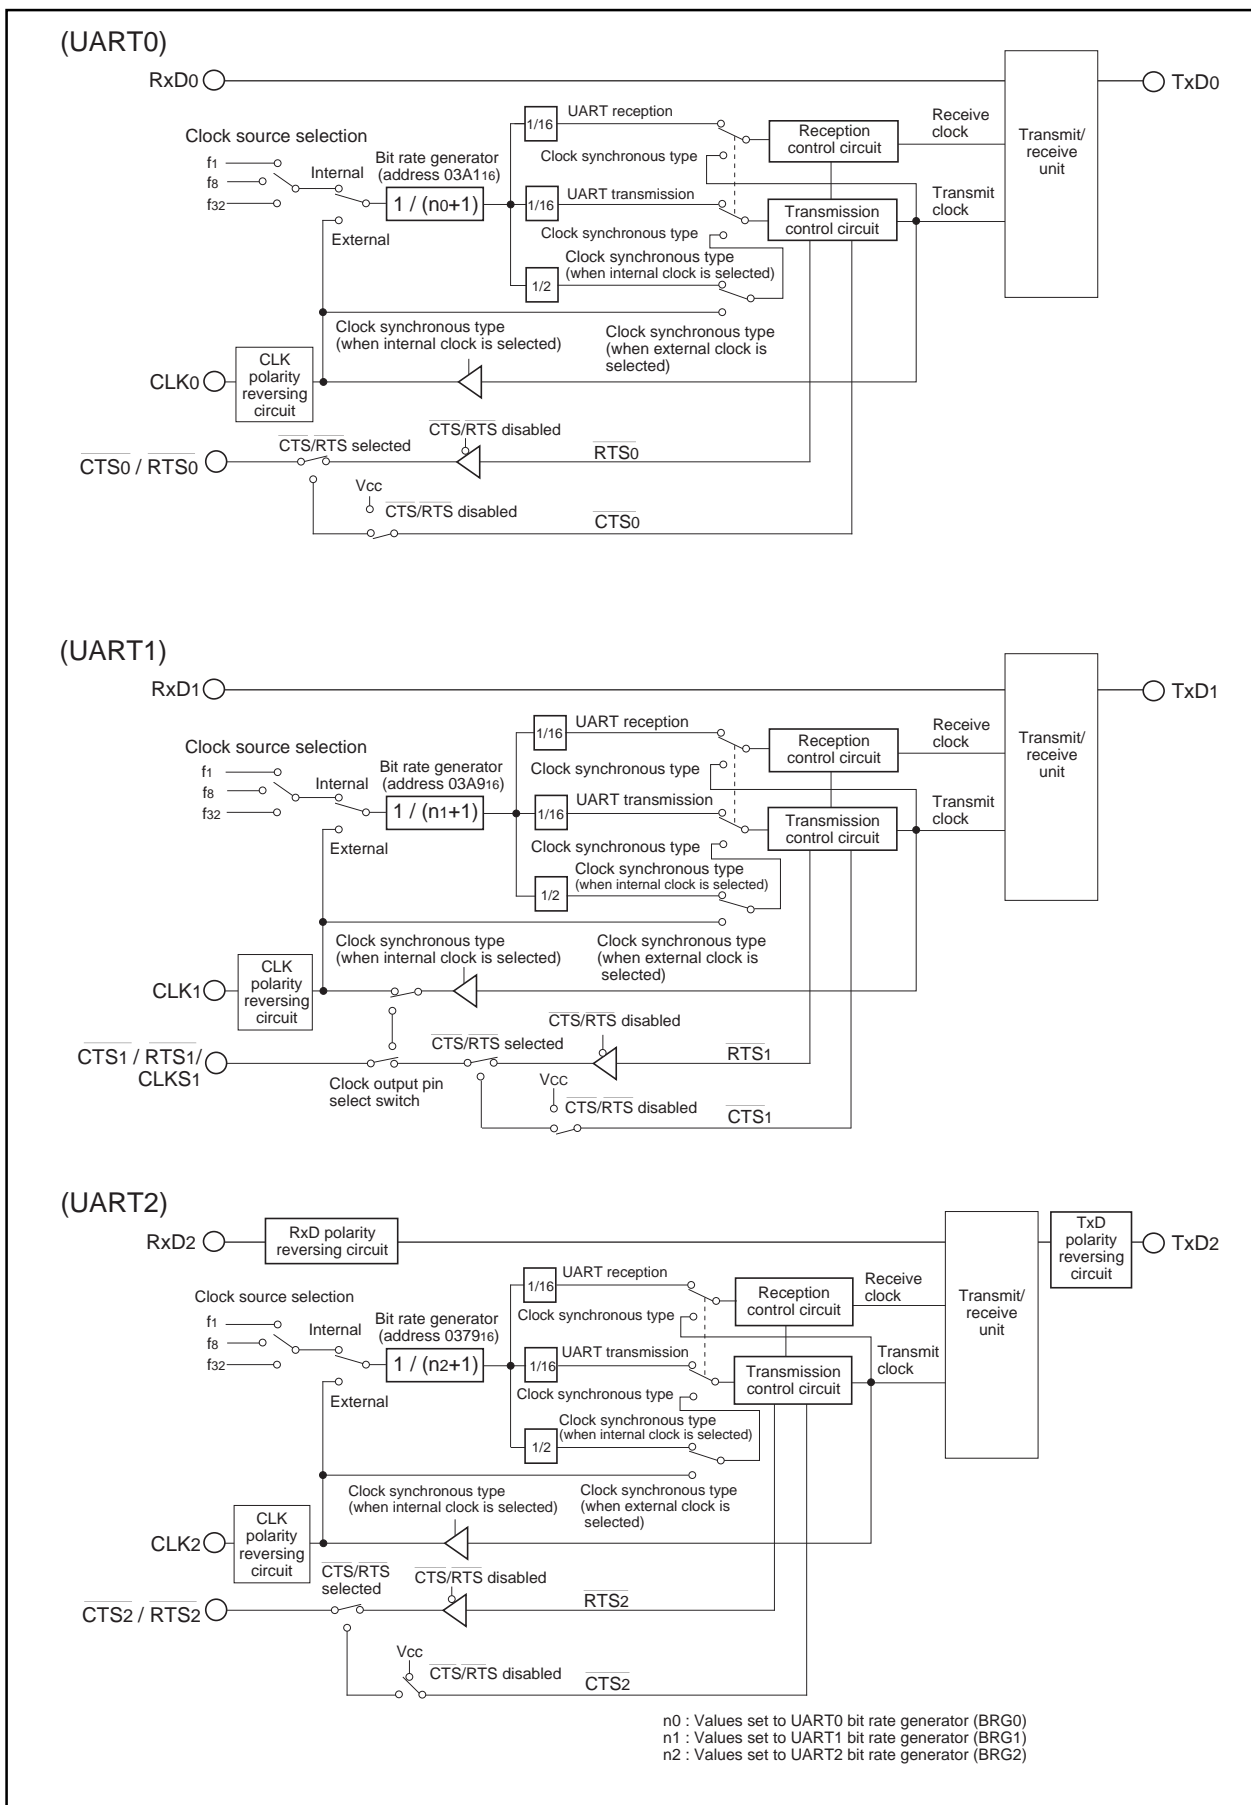 (UART0)
RxD0
TxD0
Clock source selection
f1
f8
f32
Internal
External
Bit rate generator
(address 03A116)
1 / (n0+1)
1/16
UART reception
Clock synchronous type
1/16
UART transmission
Clock synchronous type
Clock synchronous type
(when internal clock is selected)
1/2
Reception
control circuit
Transmission
control circuit
Receive
clock
Transmit
clock
Transmit/
receive
unit
Clock synchronous type
(when internal clock is selected)
Clock synchronous type
(when external clock is
selected)
CLK0
CLK
polarity
reversing
circuit
CTS0 / RTS0
CTS/RTS selected
CTS/RTS disabled
RTS0
Vcc
CTS/RTS disabled
CTS0
(UART1)
RxD1
TxD1
Clock source selection
f1
f8
f32
Internal
External
Bit rate generator
(address 03A916)
1 / (n1+1)
1/16
UART reception
Clock synchronous type
1/16
UART transmission
Clock synchronous type
Clock synchronous type
(when internal clock is selected)
1/2
Reception
control circuit
Transmission
control circuit
Receive
clock
Transmit
clock
Transmit/
receive
unit
Clock synchronous type
(when internal clock is selected)
Clock synchronous type
(when external clock is
selected)
CLK1
CLK
polarity
reversing
circuit
CTS1 / RTS1/
CLKS1
Clock output pin
select switch
CTS/RTS selected
CTS/RTS disabled
RTS1
VCC
CTS/RTS disabled
CTS1
(UART2)
RxD2
RxD polarity
reversing circuit
TxD
polarity
reversing
circuit
TxD2
Clock source selection
f1
f8
f32
Internal
External
Bit rate generator
(address 037916)
1 / (n2+1)
1/16
UART reception
Clock synchronous type
1/16
UART transmission
Clock synchronous type
Clock synchronous type
(when internal clock is selected)
1/2
Reception
control circuit
Transmission
control circuit
Receive
clock
Transmit
clock
Transmit/
receive
unit
Clock synchronous type
(when internal clock is selected)
Clock synchronous type
(when external clock is
selected)
CLK2
CLK
polarity
reversing
circuit
CTS2 / RTS2
CTS/RTS
selected
CTS/RTS disabled
RTS2
Vcc
CTS/RTS disabled
CTS2
n0 : Values set to UART0 bit rate generator (BRG0)
n1 : Values set to UART1 bit rate generator (BRG1)
n2 : Values set to UART2 bit rate generator (BRG2)